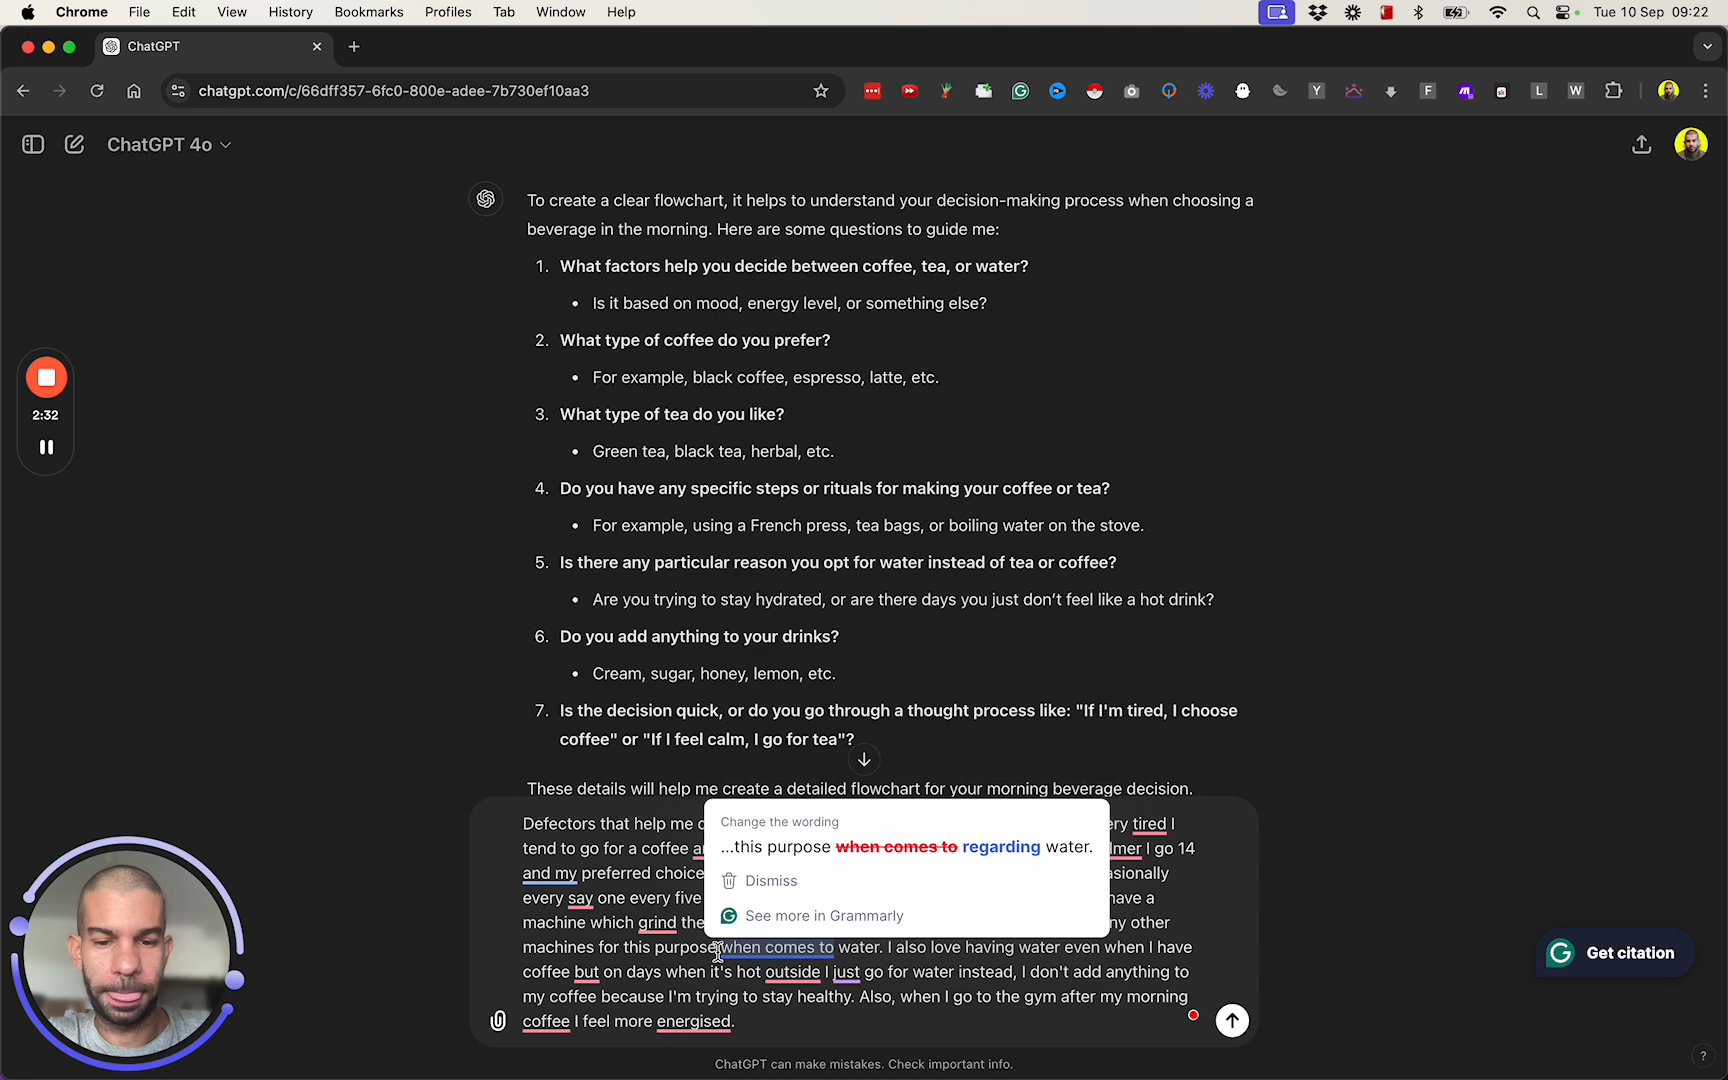 Chrome File Edit View History Bookmarks Profiles Tab Window Help Tue 10 Sep 09:22
ChatGPT
chatgpt.com/c/66dff357-6fc0-800e-adee-7b730ef10aa3
Y F sk L W
ChatGPT 4o
To create a clear flowchart, it helps to understand your decision-making process when choosing a
beverage in the morning. Here are some questions to guide me:
1. What factors help you decide between coffee, tea, or water?
• Is it based on mood, energy level, or something else?
2. What type of coffee do you prefer?
• For example, black coffee, espresso, latte, etc.
3. What type of tea do you like?
• Green tea, black tea, herbal, etc.
4. Do you have any specific steps or rituals for making your coffee or tea?
• For example, using a French press, tea bags, or boiling water on the stove.
5. Is there any particular reason you opt for water instead of tea or coffee?
• Are you trying to stay hydrated, or are there days you just don’t feel like a hot drink?
6. Do you add anything to your drinks?
• Cream, sugar, honey, lemon, etc.
7. Is the decision quick, or do you go through a thought process like: "If I'm tired, I choose
coffee" or "If I feel calm, I go for tea"?
These details will help me create a detailed flowchart for your morning beverage decision.
2:32
Change the wording
...this purpose when comes to regarding water.
Dismiss
See more in Grammarly
Defectors that help me tired I
tend to go for a coffee I go 14
and my preferred choice
every say one every five have a
machine which grind other
machines for this purpose when comes to water. I also love having water even when I have
coffee but on days when it's hot outside I just go for water instead, I don't add anything to
my coffee because I'm trying to stay healthy. Also, when I go to the gym after my morning
coffee I feel more energised.
Get citation
ChatGPT can make mistakes. Check important info.
?